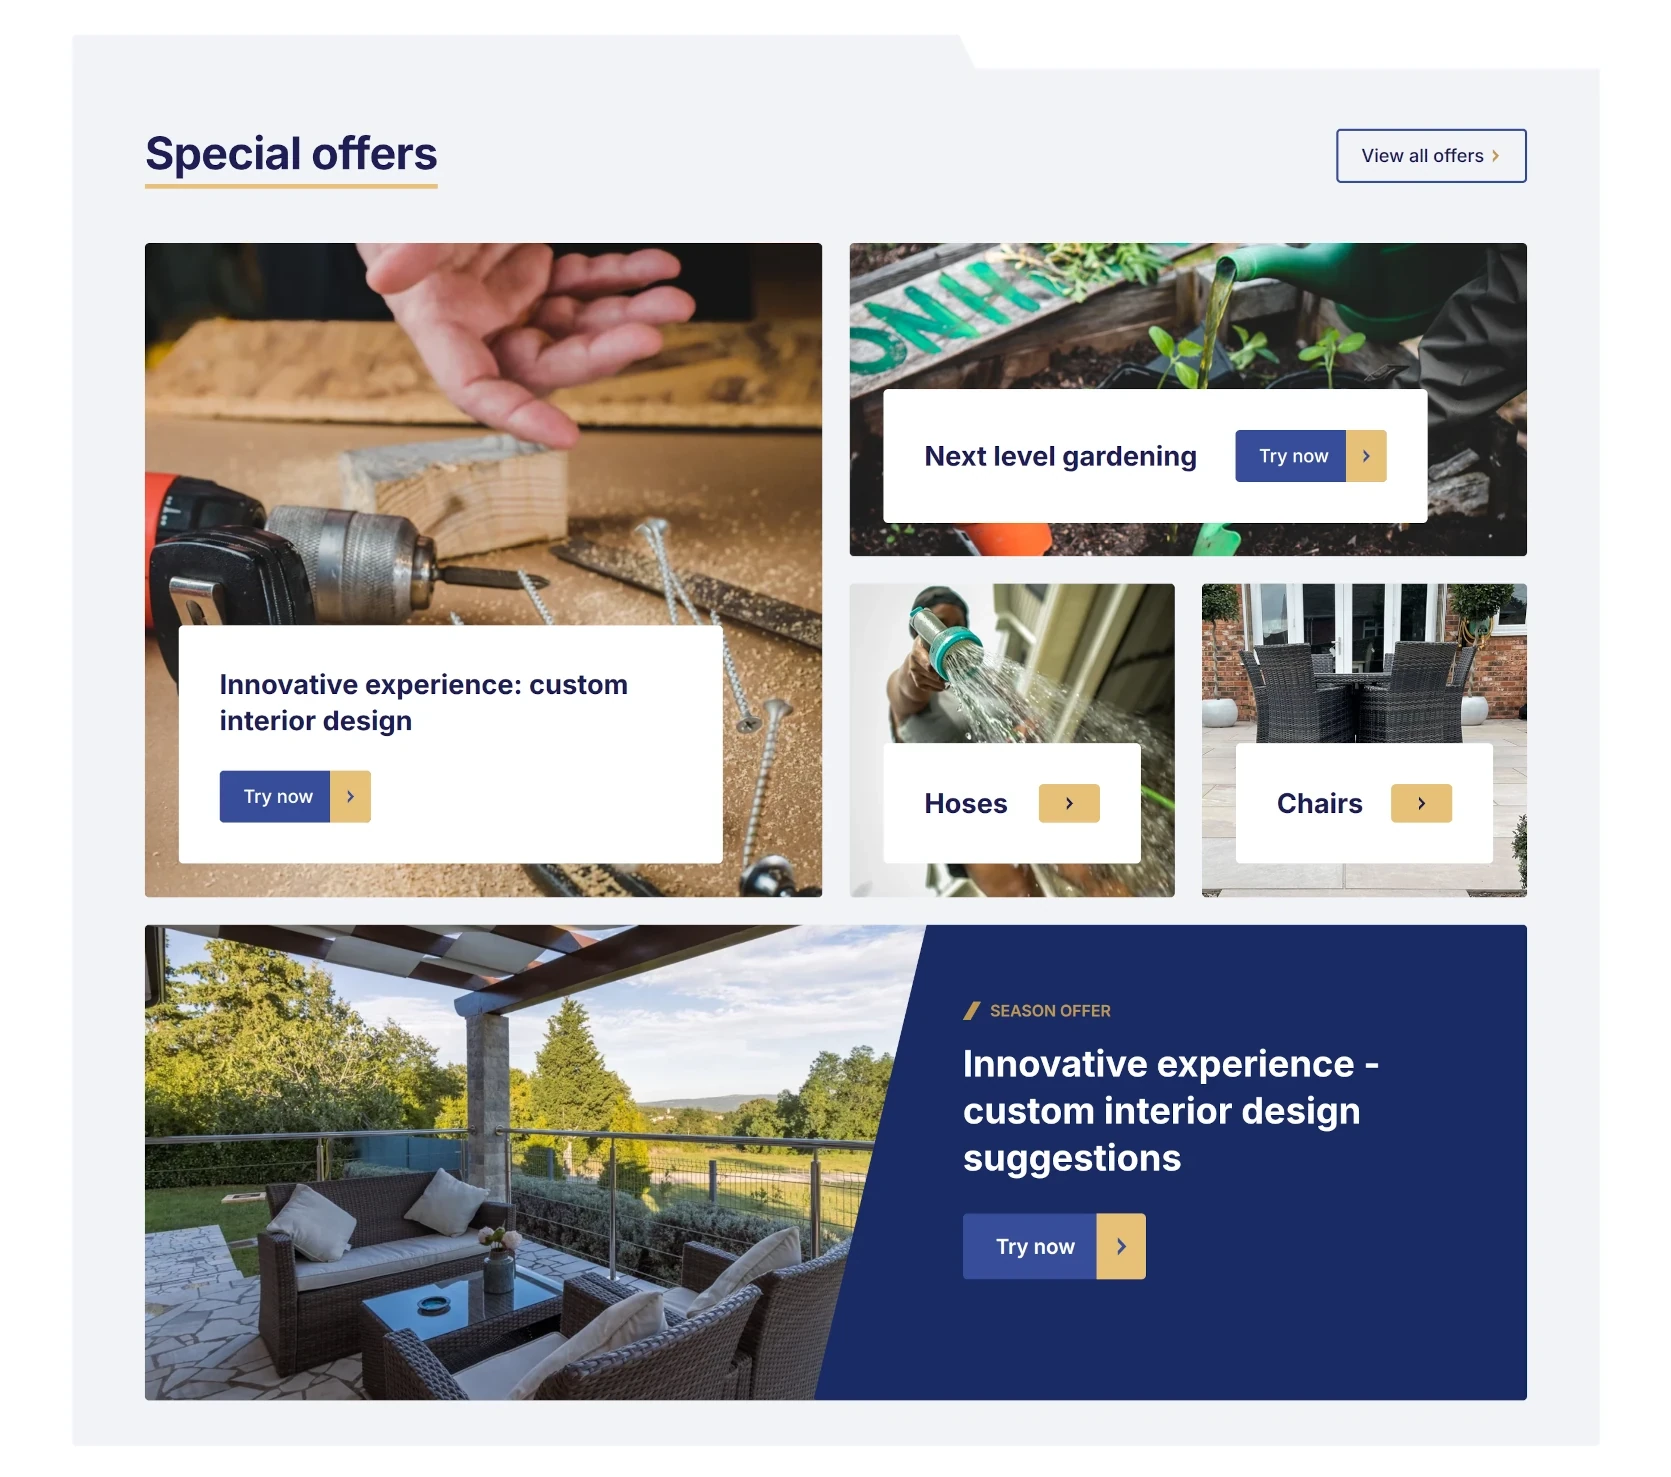 Special offers
View all offers
Innovative experience: custom
interior design
Try now
Next level gardening
Try now
Hoses
Chairs
SEASON OFFER
Innovative experience -
custom interior design
suggestions
Try now